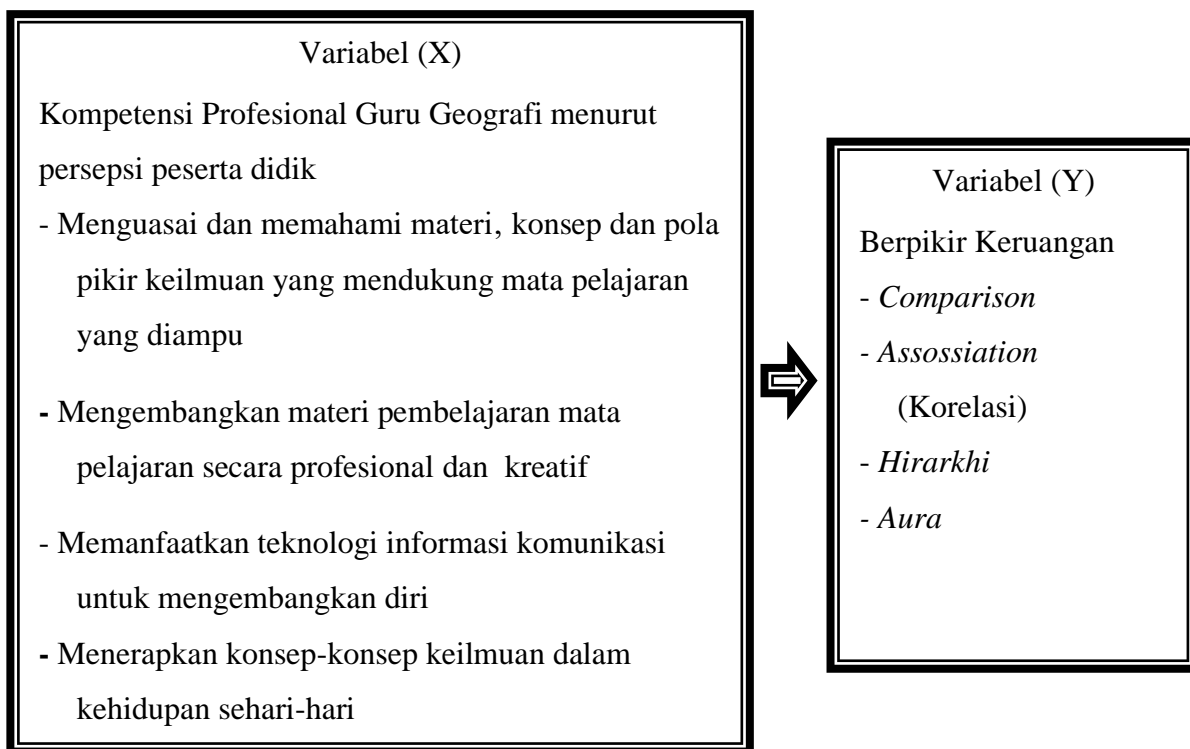 Variabel (X)
Kompetensi Profesional Guru Geografi menurut
persepsi peserta didik
- Menguasai dan memahami materi, konsep dan pola
pikir keilmuan yang mendukung mata pelajaran
yang diampu
- Mengembangkan materi pembelajaran mata
pelajaran secara profesional dan kreatif
- Memanfaatkan teknologi informasi komunikasi
untuk mengembangkan diri
- Menerapkan konsep-konsep keilmuan dalam
kehidupan sehari-hari
Variabel (Y)
Berpikir Keruangan
- Comparison
- Assossiation
(Korelasi)
- Hirarkhi
- Aura